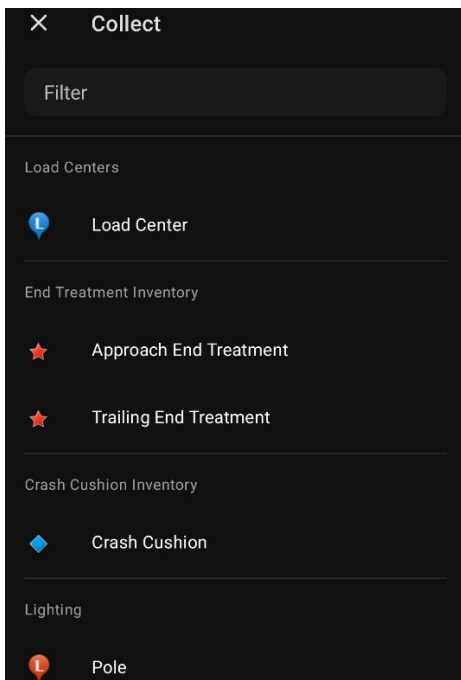 Collect
Filter
Load Centers
L Load Center
End Treatment Inventory
Approach End Treatment
Trailing End Treatment
Crash Cushion Inventory
Crash Cushion
Lighting
L Pole